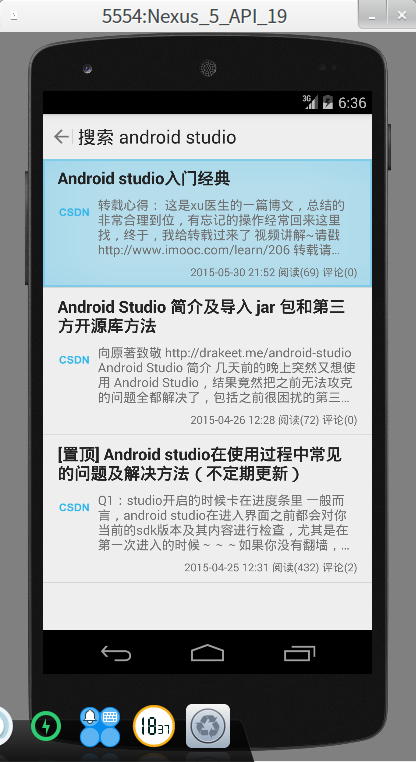 5554:Nexus_5_API_19
3G 6:36
搜索 android studio
Android studio入门经典
CSDN
转载心得： 这是xu医生的一篇博文，总结的
非常合理到位，有忘记的操作经常回来这里
找，终于，我给转载过来了 视频讲解~请戳
http://www.imooc.com/learn/206 转载请...
2015-05-30 21:52 阅读(69) 评论(0)
Android Studio 简介及导入 jar 包和第三
方开源库方法
CSDN
向原著致敬 http://drakeet.me/android-studio
Android Studio 简介 几天前的晚上突然又想使
用 Android Studio，结果竟然把之前无法攻克
的问题全都解决了，包括之前很困扰的第三...
2015-04-26 12:28 阅读(72) 评论(0)
[置顶] Android studio在使用过程中常见
的问题及解决方法（不定期更新）
CSDN
Q1：studio开启的时候卡在进度条里 一般而
言，android studio在进入界面之前都会对你
当前的sdk版本及其内容进行检查，尤其是在
第一次进入的时候～～～如果你没有翻墙，...
2015-04-25 12:31 阅读(432) 评论(2)
18 37